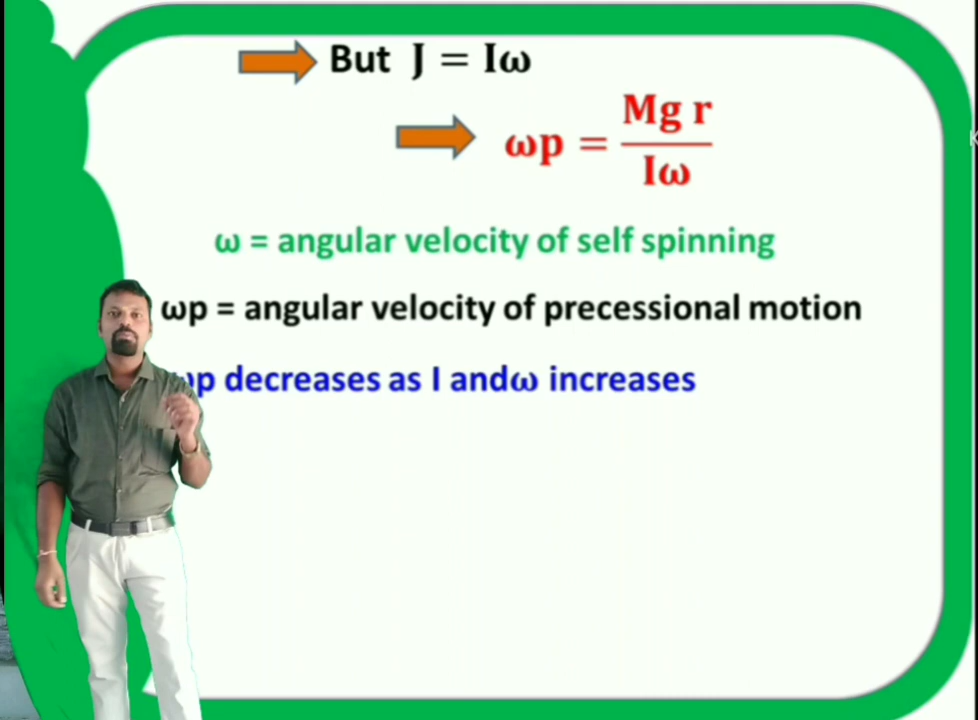 But J = Iω
ωp = Mg r / Iω
ω = angular velocity of self spinning
ωp = angular velocity of precessional motion
ωp decreases as I andω increases